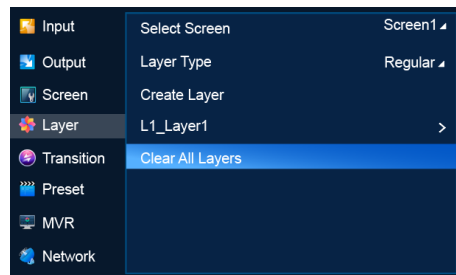 Input
Select Screen Screen1
Output
Layer Type Regular
Screen
Create Layer
Layer
L1_Layer1 >
Transition
Clear All Layers
Preset
MVR
Network